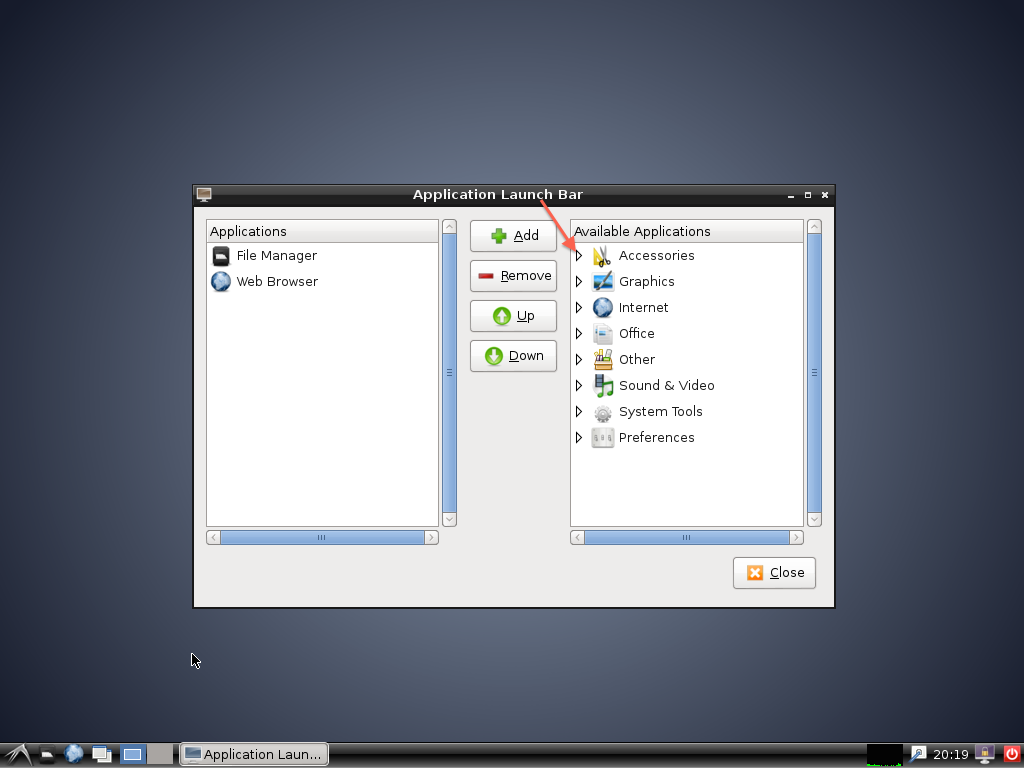 Application Launch Bar
Applications
File Manager
Web Browser
Add
Remove
Up
Down
Available Applications
Accessories
Graphics
Internet
Office
Other
Sound & Video
System Tools
Preferences
Close
Application Laun...
20:19